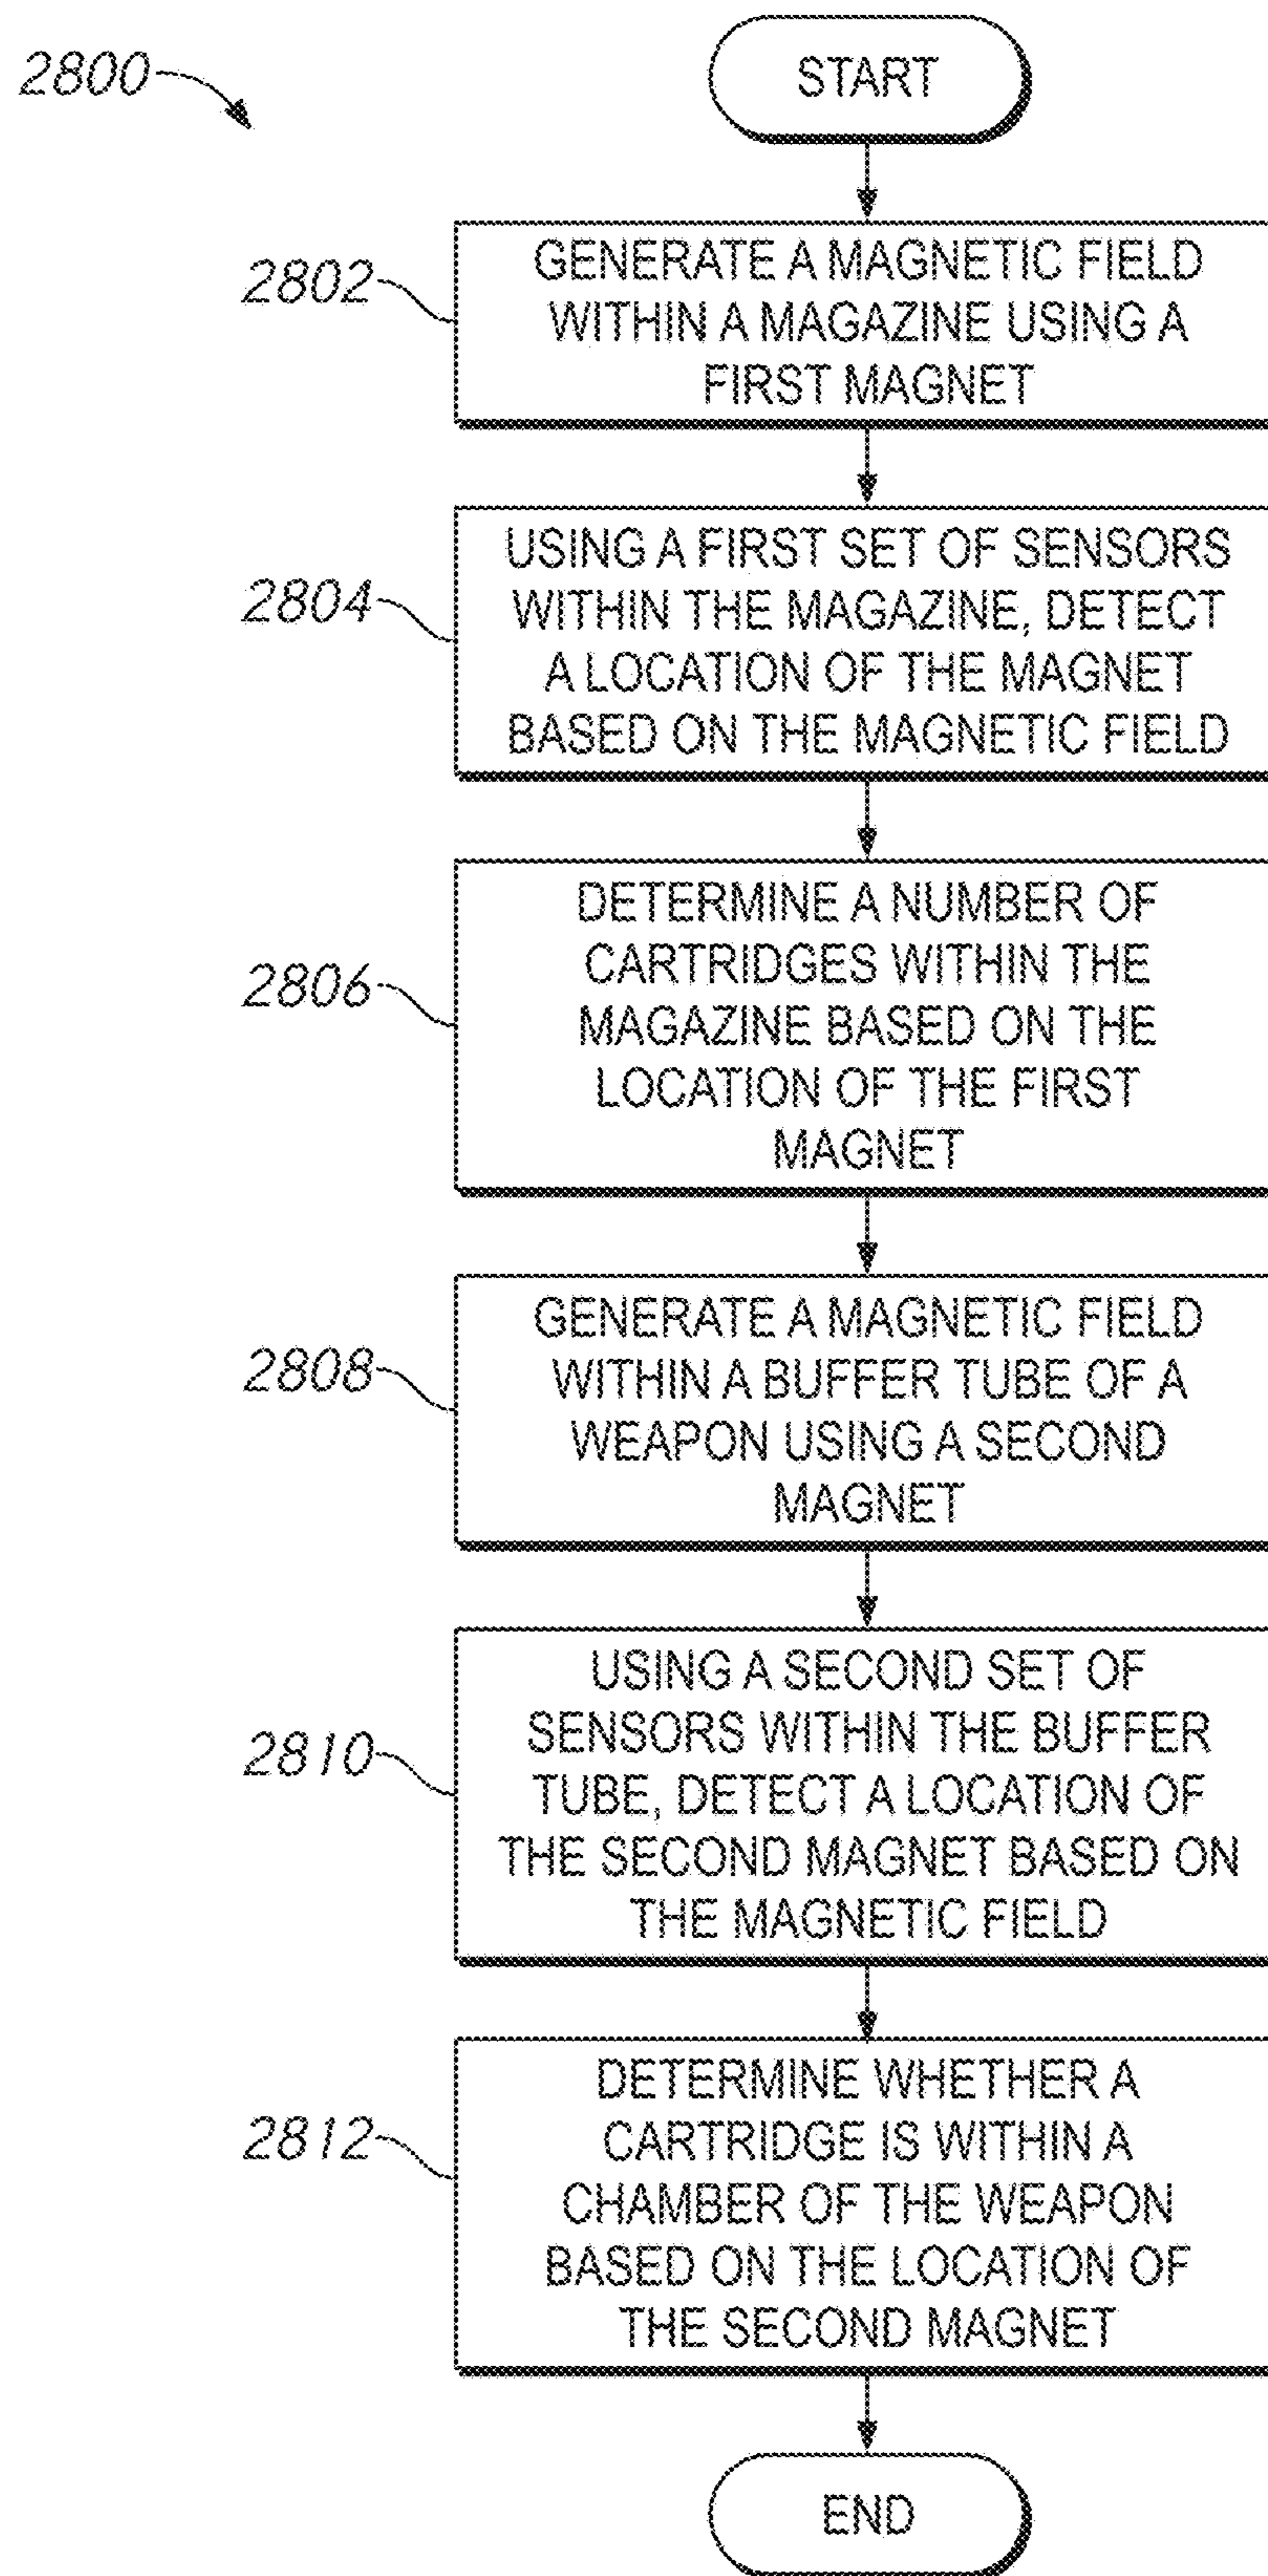 2800
START
2802
GENERATE A MAGNETIC FIELD
WITHIN A MAGAZINE USING A
FIRST MAGNET
2804
USING A FIRST SET OF SENSORS
WITHIN THE MAGAZINE, DETECT
A LOCATION OF THE MAGNET
BASED ON THE MAGNETIC FIELD
2806
DETERMINE A NUMBER OF
CARTRIDGES WITHIN THE
MAGAZINE BASED ON THE
LOCATION OF THE FIRST
MAGNET
2808
GENERATE A MAGNETIC FIELD
WITHIN A BUFFER TUBE OF A
WEAPON USING A SECOND
MAGNET
2810
USING A SECOND SET OF
SENSORS WITHIN THE BUFFER
TUBE, DETECT A LOCATION OF
THE SECOND MAGNET BASED ON
THE MAGNETIC FIELD
2812
DETERMINE WHETHER A
CARTRIDGE IS WITHIN A
CHAMBER OF THE WEAPON
BASED ON THE LOCATION OF
THE SECOND MAGNET
END